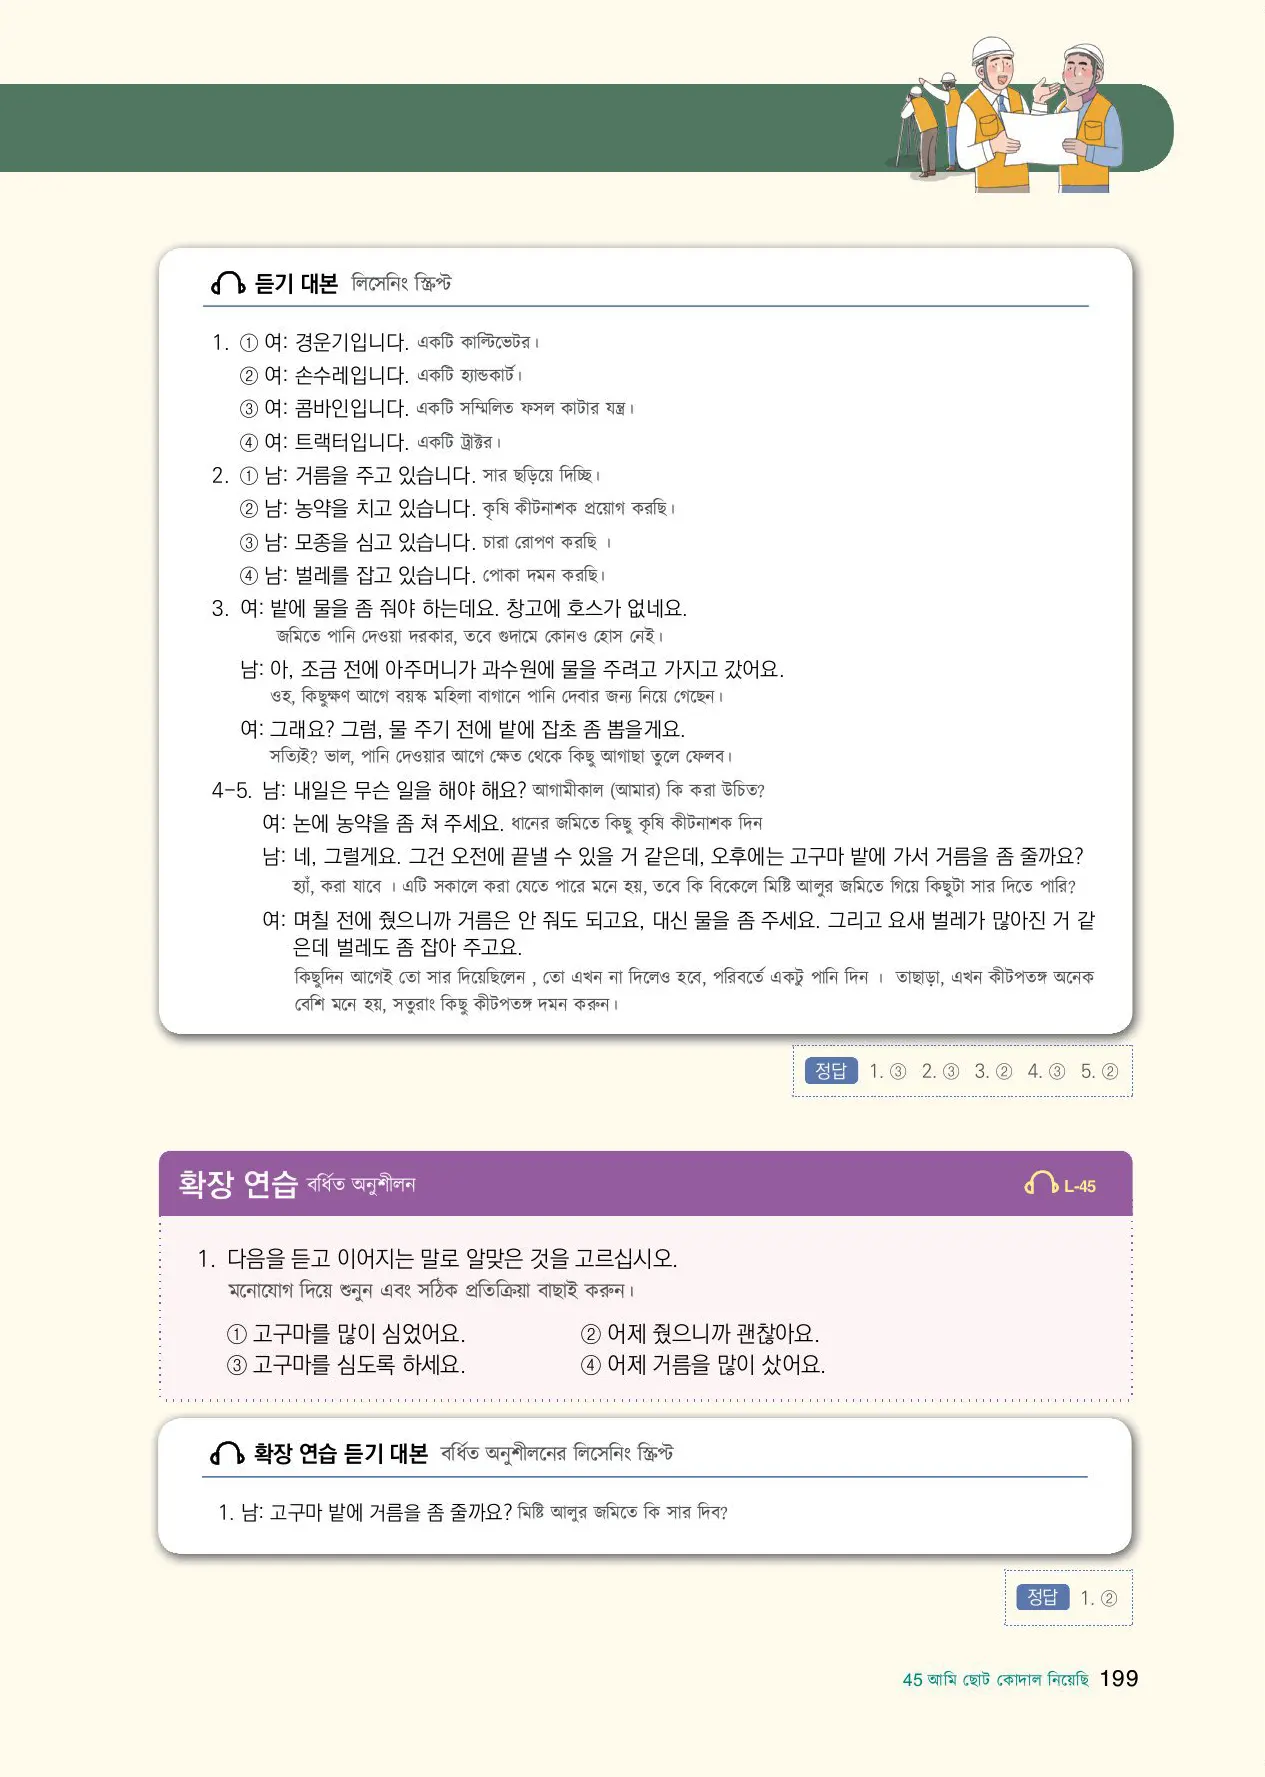 듣기 대본 লিসেনিং স্ক্রিপ্ট
1. ① 여: 경운기입니다. একটি কাল্টিভেটর।
② 여: 손수레입니다. একটি হ্যান্ডকার্ট।
③ 여: 콤바인입니다. একটি সম্মিলিত ফসল কাটার যন্ত্র।
④ 여: 트랙터입니다. একটি ট্রাক্টর।
2. ① 남: 거름을 주고 있습니다. সার ছড়িয়ে দিচ্ছি।
② 남: 농약을 치고 있습니다. কৃষি কীটনাশক প্রয়োগ করছি।
③ 남: 모종을 심고 있습니다. চারা রোপণ করছি ।
④ 남: 벌레를 잡고 있습니다. পোকা দমন করছি।
3. 여: 밭에 물을 좀 줘야 하는데요. 창고에 호스가 없네요.
জমিতে পানি দেওয়া দরকার, তবে গুদামে কোনও হোস নেই।
남: 아, 조금 전에 아주머니가 과수원에 물을 주려고 가지고 갔어요.
ওহ, কিছুক্ষণ আগে বয়স্ক মহিলা বাগানে পানি দেবার জন্য নিয়ে গেছেন।
여: 그래요? 그럼, 물 주기 전에 밭에 잡초 좀 뽑을게요.
সত্যিই? ভাল, পানি দেওয়ার আগে ক্ষেত থেকে কিছু আগাছা তুলে ফেলব।
4-5. 남: 내일은 무슨 일을 해야 해요? আগামীকাল (আমার) কি করা উচিত?
여: 논에 농약을 좀 쳐 주세요. ধানের জমিতে কিছু কৃষি কীটনাশক দিন
남: 네, 그럴게요. 그건 오전에 끝낼 수 있을 거 같은데, 오후에는 고구마 밭에 가서 거름을 좀 줄까요?
হ্যাঁ, করা যাবে । এটি সকালে করা যেতে পারে মনে হয়, তবে কি বিকেলে মিষ্টি আলুর জমিতে গিয়ে কিছুটা সার দিতে পারি?
여: 며칠 전에 줬으니까 거름은 안 줘도 되고요, 대신 물을 좀 주세요. 그리고 요새 벌레가 많아진 거 같
은데 벌레도 좀 잡아 주고요.
কিছুদিন আগেই তো সার দিয়েছিলেন , তো এখন না দিলেও হবে, পরিবর্তে একটু পানি দিন । তাছাড়া, এখন কীটপতঙ্গ অনেক
বেশি মনে হয়, সতুরাং কিছু কীটপতঙ্গ দমন করুন।
정답 1. ③ 2. ③ 3. ② 4. ③ 5. ②
확장 연습 বর্ধিত অনুশীলন L-45
1. 다음을 듣고 이어지는 말로 알맞은 것을 고르십시오.
মনোযোগ দিয়ে শুনুন এবং সঠিক প্রতিক্রিয়া বাছাই করুন।
① 고구마를 많이 심었어요. ② 어제 줬으니까 괜찮아요.
③ 고구마를 심도록 하세요. ④ 어제 거름을 많이 샀어요.
확장 연습 듣기 대본 বর্ধিত অনুশীলনের লিসেনিং স্ক্রিপ্ট
1. 남: 고구마 밭에 거름을 좀 줄까요? মিষ্টি আলুর জমিতে কি সার দিব?
정답 1. ②
45 আমি ছোট কোদাল নিয়েছি 199